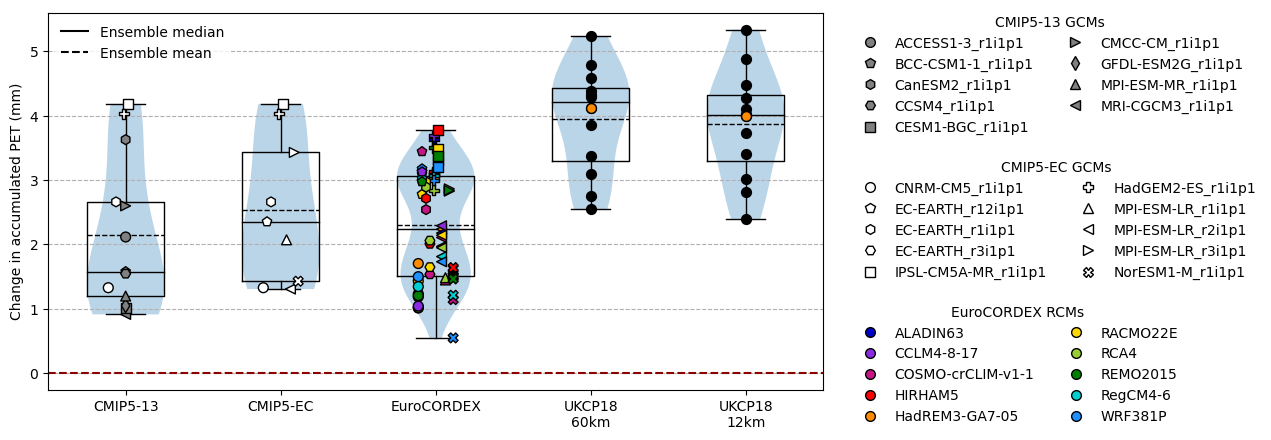 Change in accumulated PET (mm)
5
4
3
2
1
0
Ensemble median
Ensemble mean
CMIP5-13
CMIP5-EC
EuroCORDEX
UKCP18
60km
UKCP18
12km
CMIP5-13 GCMs
ACCESS1-3_r1i1p1
BCC-CSM1-1_r1i1p1
CanESM2_r1i1p1
CCSM4_r1i1p1
CESM1-BGC_r1i1p1
CMCC-CM_r1i1p1
GFDL-ESM2G_r1i1p1
MPI-ESM-MR_r1i1p1
MRI-CGCM3_r1i1p1
CMIP5-EC GCMs
CNRM-CM5_r1i1p1
EC-EARTH_r12i1p1
EC-EARTH_r1i1p1
EC-EARTH_r3i1p1
IPSL-CM5A-MR_r1i1p1
HadGEM2-ES_r1i1p1
MPI-ESM-LR_r1i1p1
MPI-ESM-LR_r2i1p1
MPI-ESM-LR_r3i1p1
NorESM1-M_r1i1p1
EuroCORDEX RCMs
ALADIN63
CCLM4-8-17
COSMO-crCLIM-v1-1
HIRHAM5
HadREM3-GA7-05
RACMO22E
RCA4
REMO2015
RegCM4-6
WRF381P